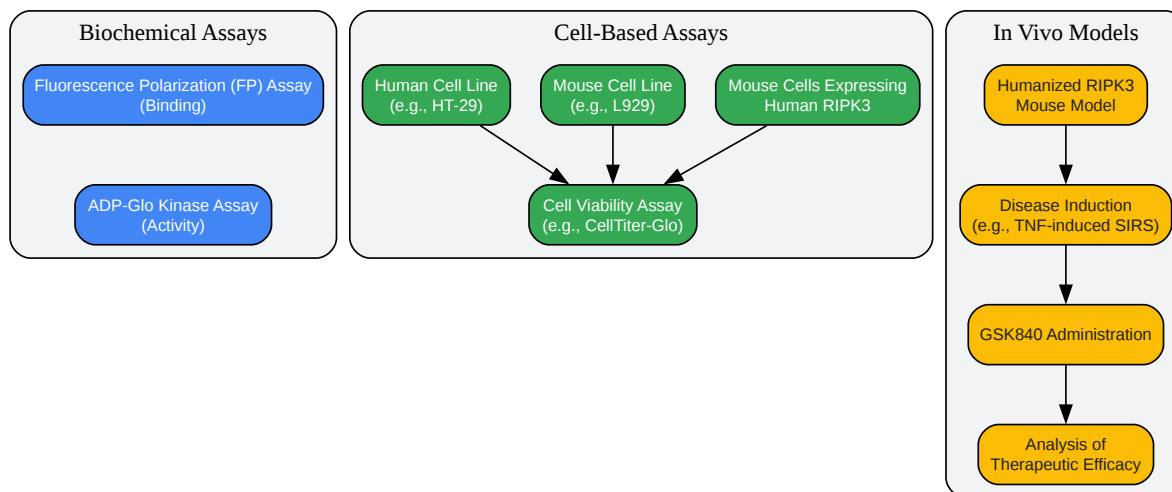 Biochemical Assays
Fluorescence Polarization (FP) Assay
(Binding)
ADP-Glo Kinase Assay
(Activity)
Cell-Based Assays
Human Cell Line
(e.g., HT-29)
Mouse Cell Line
(e.g., L929)
Mouse Cells Expressing
Human RIPK3
Cell Viability Assay
(e.g., CellTiter-Glo)
In Vivo Models
Humanized RIPK3
Mouse Model
Disease Induction
(e.g., TNF-induced SIRS)
GSK840 Administration
Analysis of
Therapeutic Efficacy